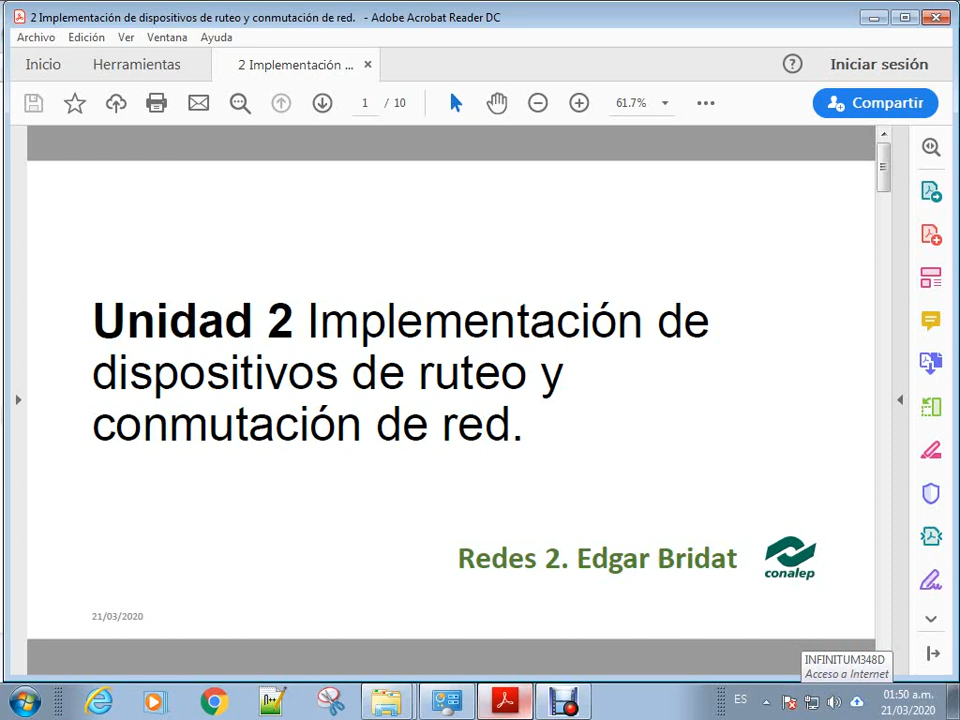 2 Implementación de dispositivos de ruteo y conmutación de red. - Adobe Acrobat Reader DC
Archivo Edición Ver Ventana Ayuda
Inicio Herramientas 2 Implementación ... × Iniciar sesión
1 / 10 61.7% Compartir
Unidad 2 Implementación de
dispositivos de ruteo y
conmutación de red.
Redes 2. Edgar Bridat
conalep
21/03/2020
INFINITUM348D
Acceso a Internet
ES 01:50 a.m.
21/03/2020